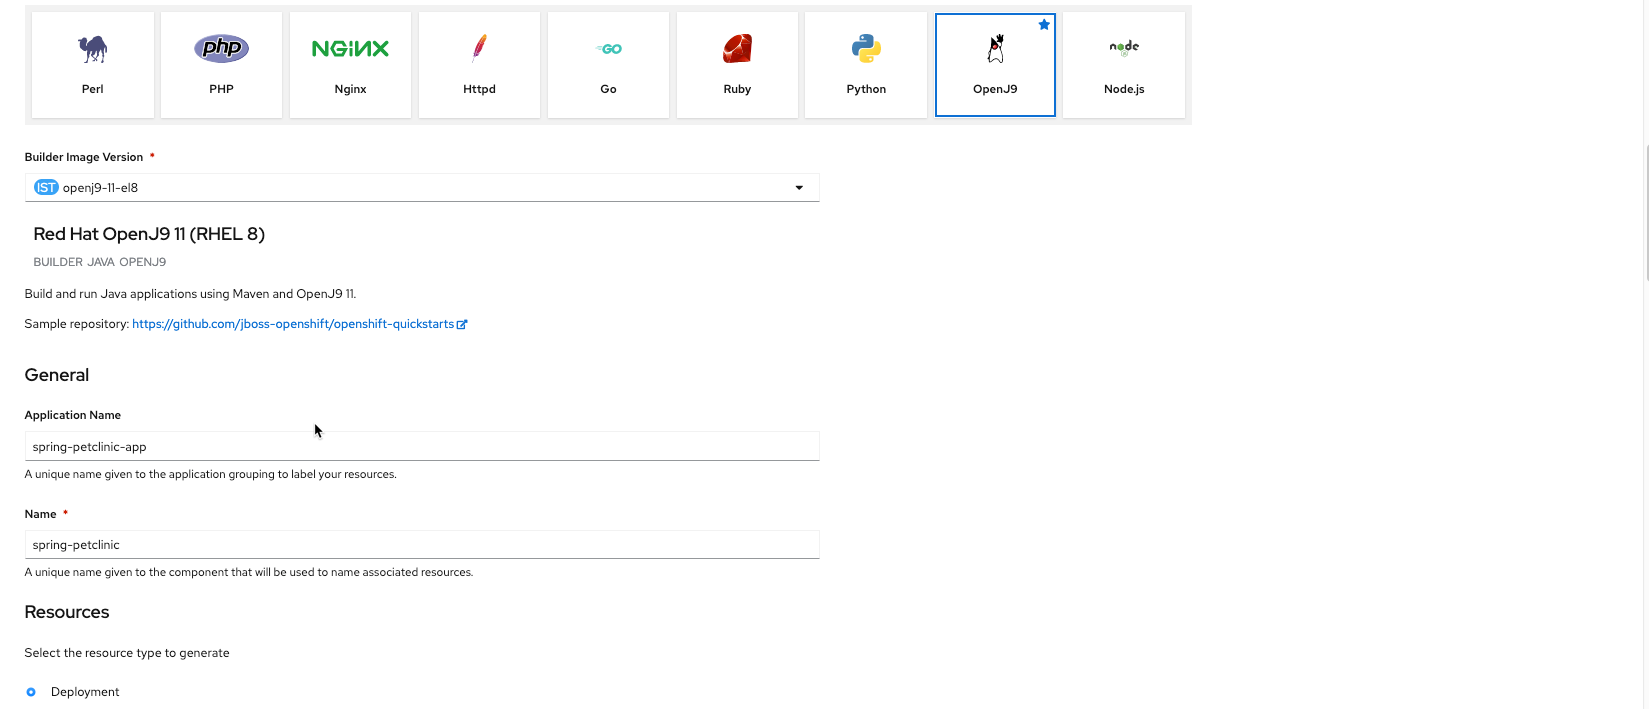 php NGINX GO node
Perl PHP Nginx Httpd Go Ruby Python OpenJ9 Node.js
Builder Image Version *
IST openj9-11-el8
Red Hat OpenJ9 11 (RHEL 8)
BUILDER JAVA OPENJ9
Build and run Java applications using Maven and OpenJ9 11.
Sample repository: https://github.com/jboss-openshift/openshift-quickstarts
General
Application Name
spring-petclinic-app
A unique name given to the application grouping to label your resources.
Name *
spring-petclinic
A unique name given to the component that will be used to name associated resources.
Resources
Select the resource type to generate
Deployment